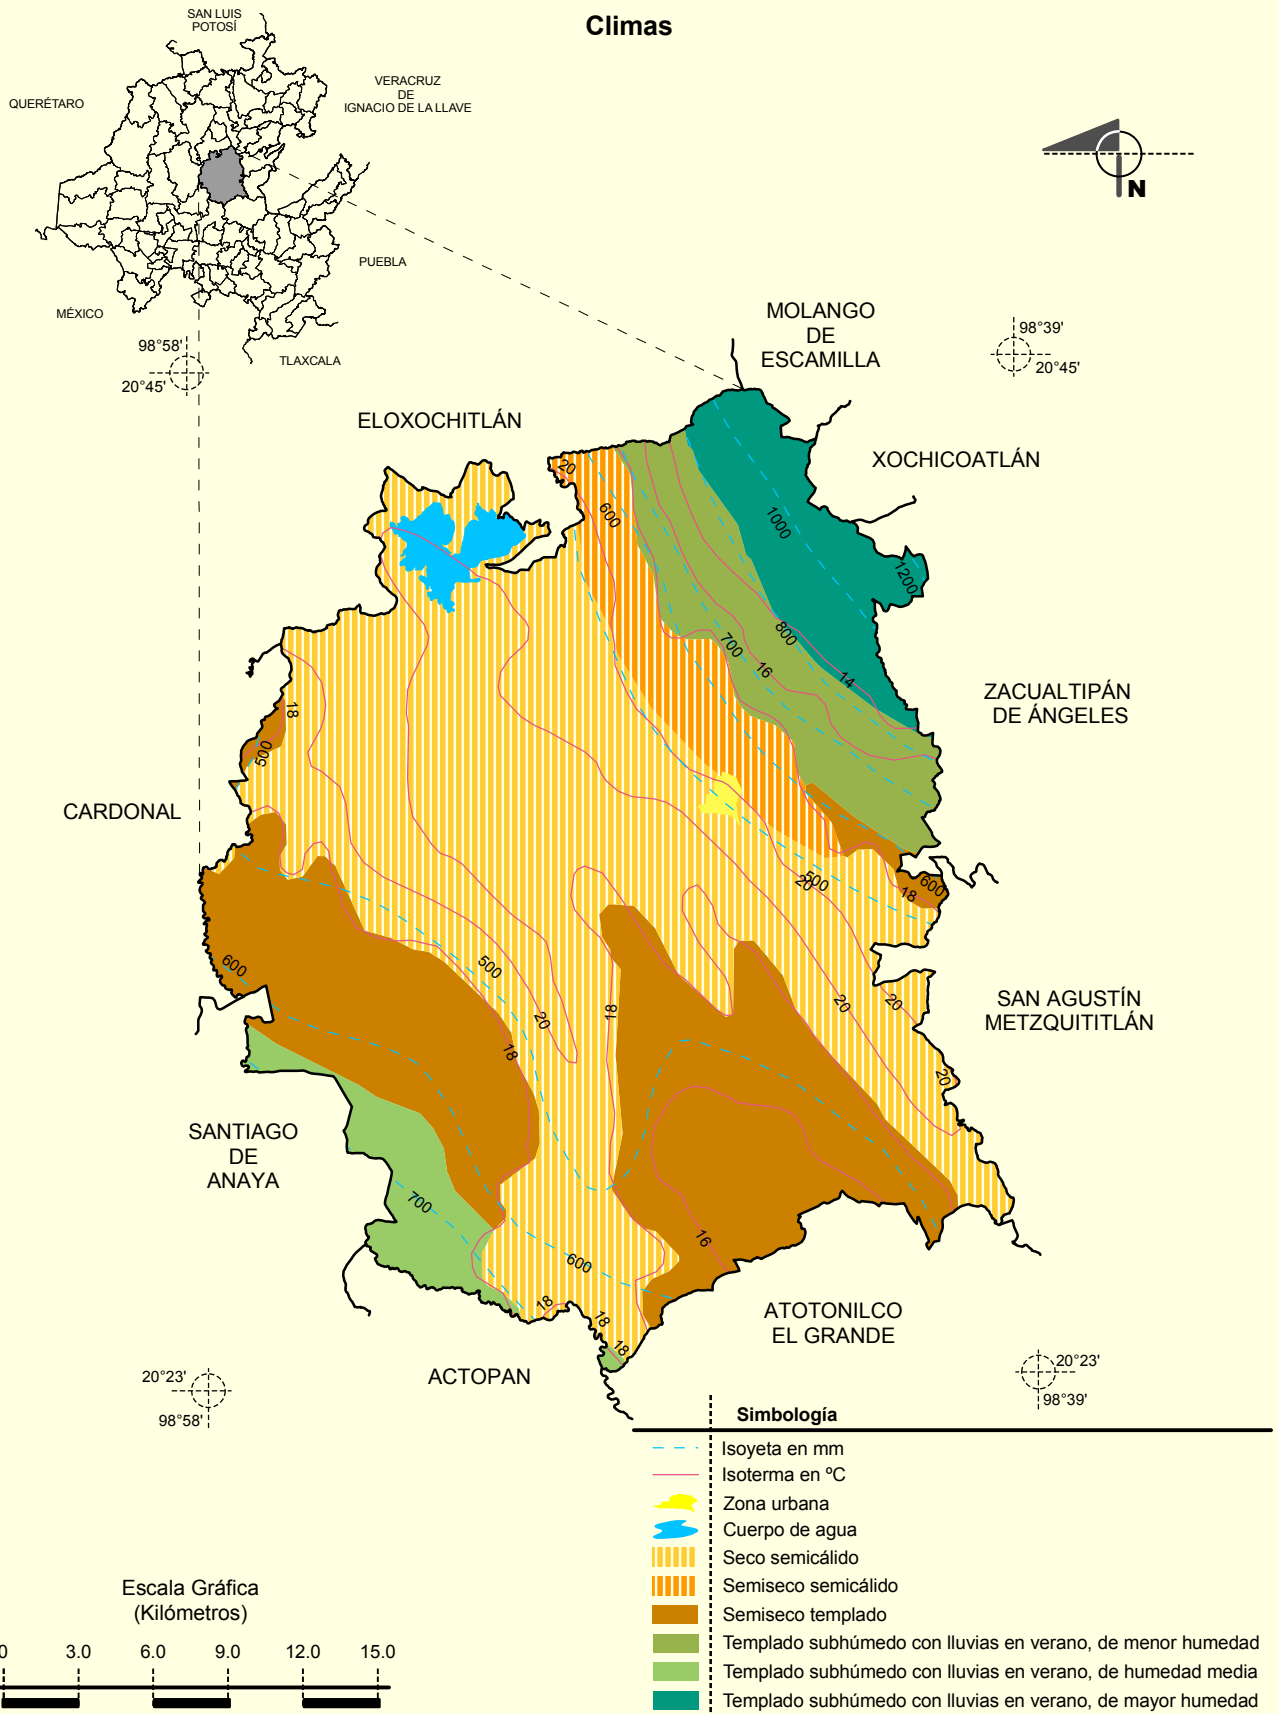 Climas
SAN LUIS
POTOSÍ
QUERÉTARO
VERACRUZ
DE
IGNACIO DE LA LLAVE
PUEBLA
MÉXICO
TLAXCALA
N
98°58'
20°45'
98°39'
20°45'
MOLANGO
DE
ESCAMILLA
ELOXOCHITLÁN
XOCHICOATLÁN
20
600
1000
1200
800
700
16
14
ZACUALTIPÁN
DE ÁNGELES
18
500
CARDONAL
20
500
600
18
600
500
20
18
18
20
20
20
SAN AGUSTÍN
METZQUITITLÁN
SANTIAGO
DE
ANAYA
700
600
16
18
18
18
ATOTONILCO
EL GRANDE
ACTOPAN
20°23'
98°58'
20°23'
98°39'
Simbología
Isoyeta en mm
Isoterma en ºC
Zona urbana
Cuerpo de agua
Seco semicálido
Semiseco semicálido
Semiseco templado
Templado subhúmedo con lluvias en verano, de menor humedad
Templado subhúmedo con lluvias en verano, de humedad media
Templado subhúmedo con lluvias en verano, de mayor humedad
Escala Gráfica
(Kilómetros)
0 3.0 6.0 9.0 12.0 15.0